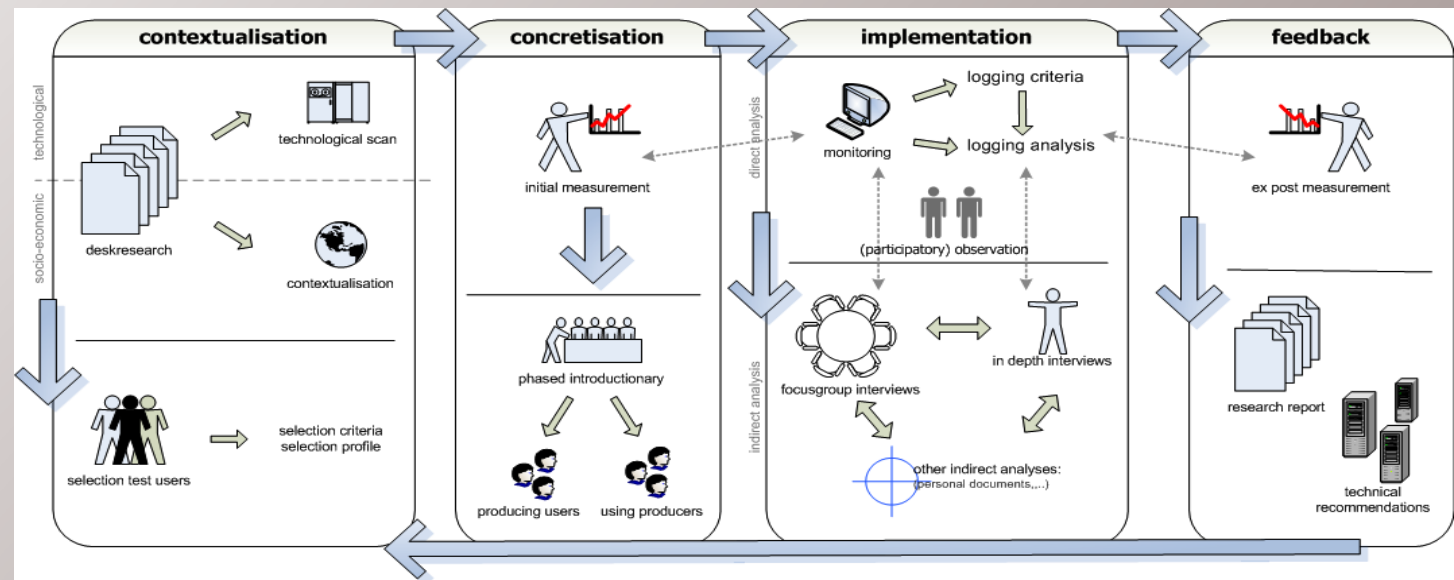 contextualisation
technological
socio-economic
technological scan
deskresearch
contextualisation
selection test users
selection criteria
selection profile
concretisation
initial measurement
phased introductionary
producing users
using producers
implementation
direct analysis
indirect analysis
monitoring
logging criteria
logging analysis
(participatory) observation
focusgroup interviews
in depth interviews
other indirect analyses:
(personal documents,,..)
feedback
ex post measurement
research report
technical
recommendations